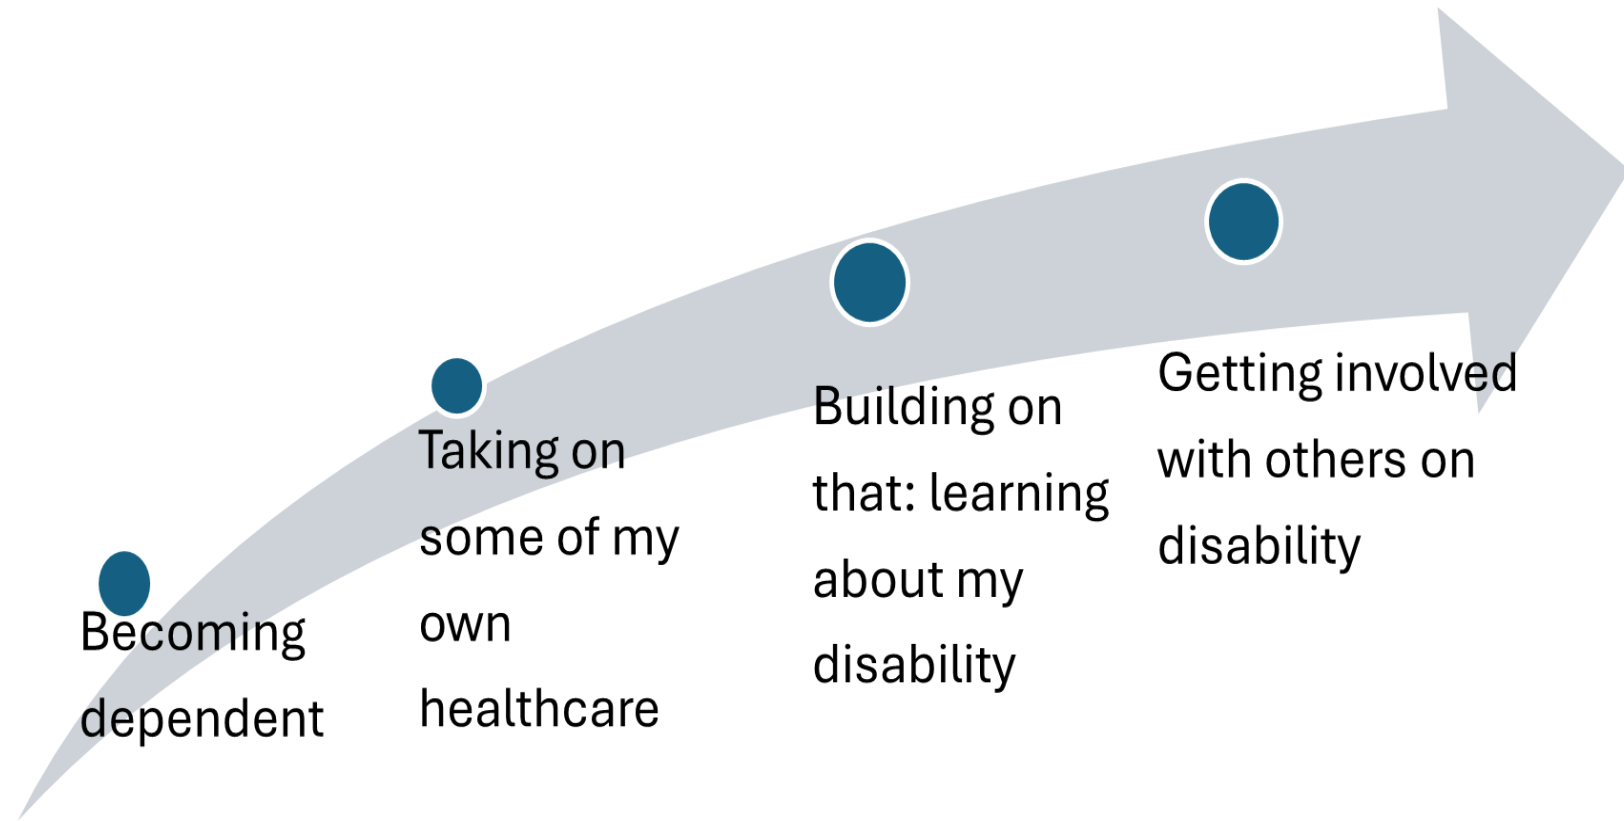 Becoming
dependent
Taking on
some of my
own
healthcare
Building on
that: learning
about my
disability
Getting involved
with others on
disability